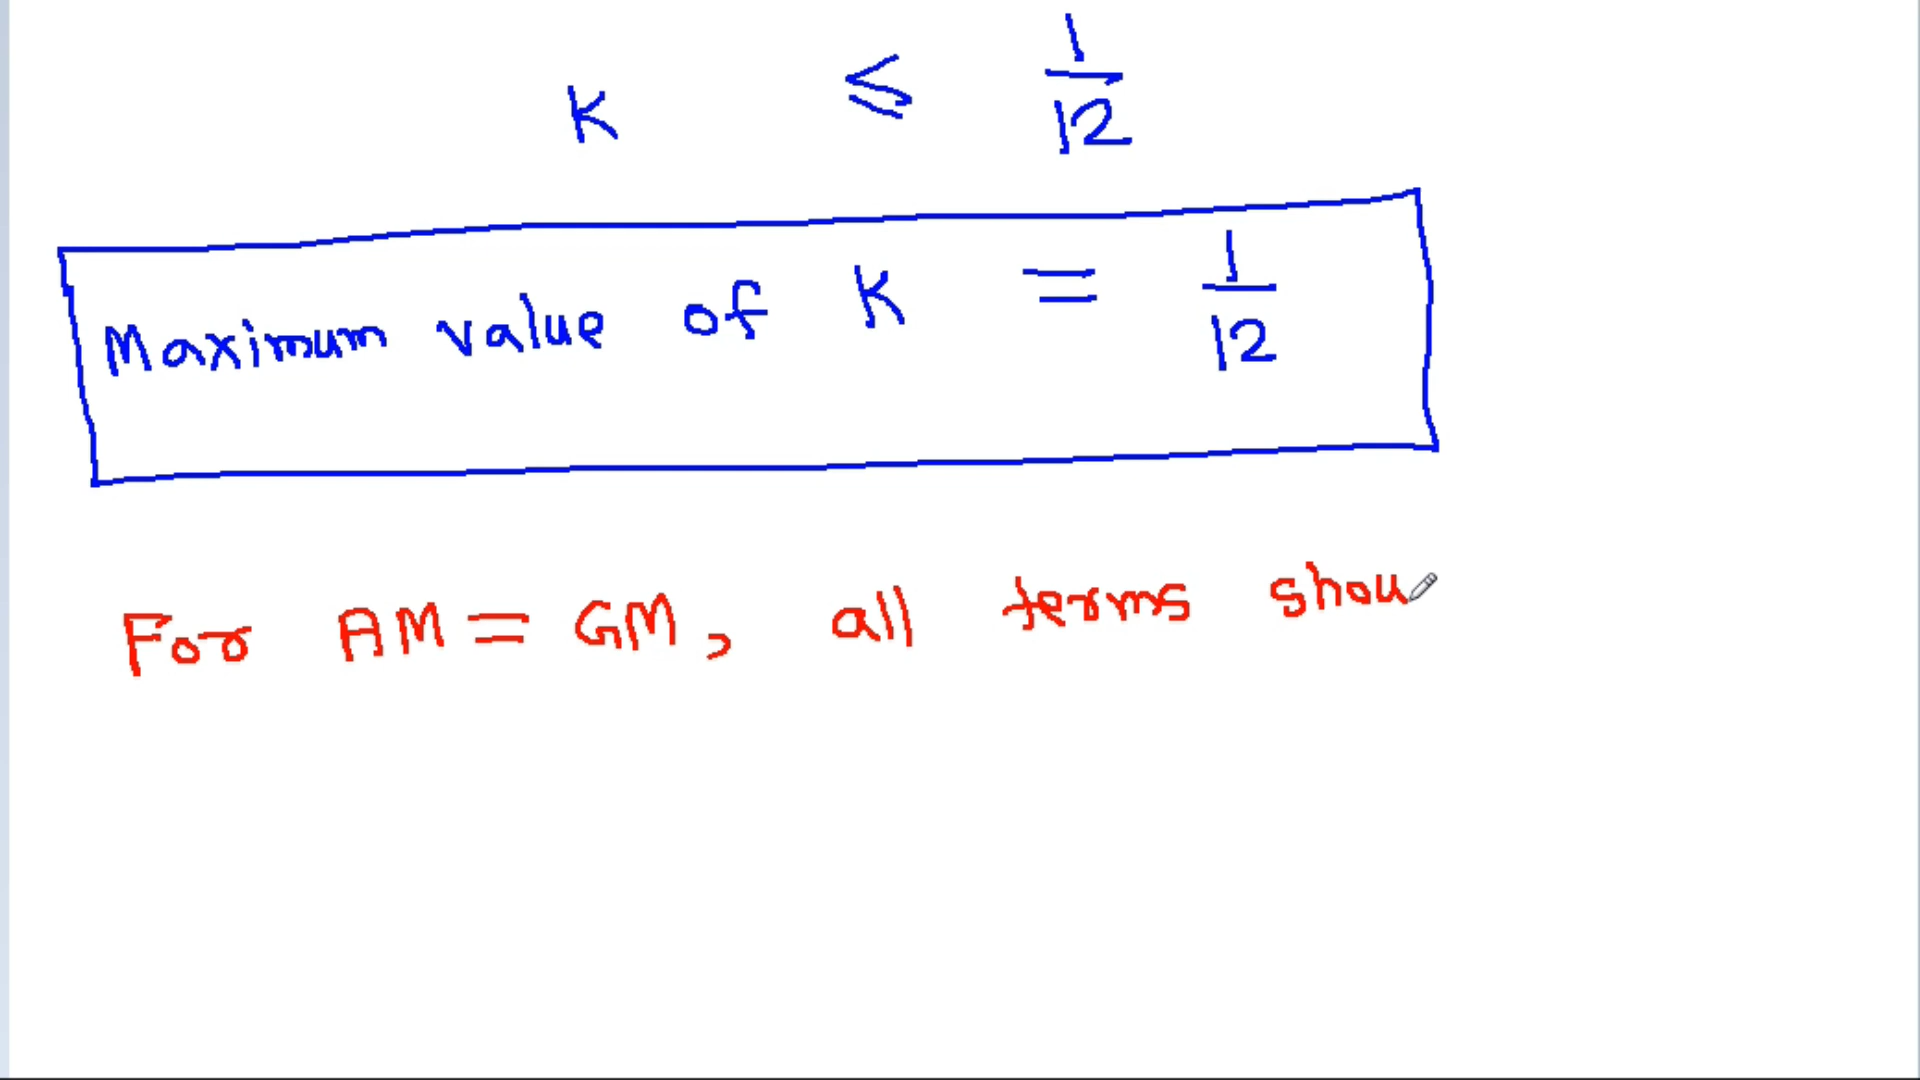 K ≤ 1/12
Maximum value of K = 1/12
For AM = GM, all terms shou